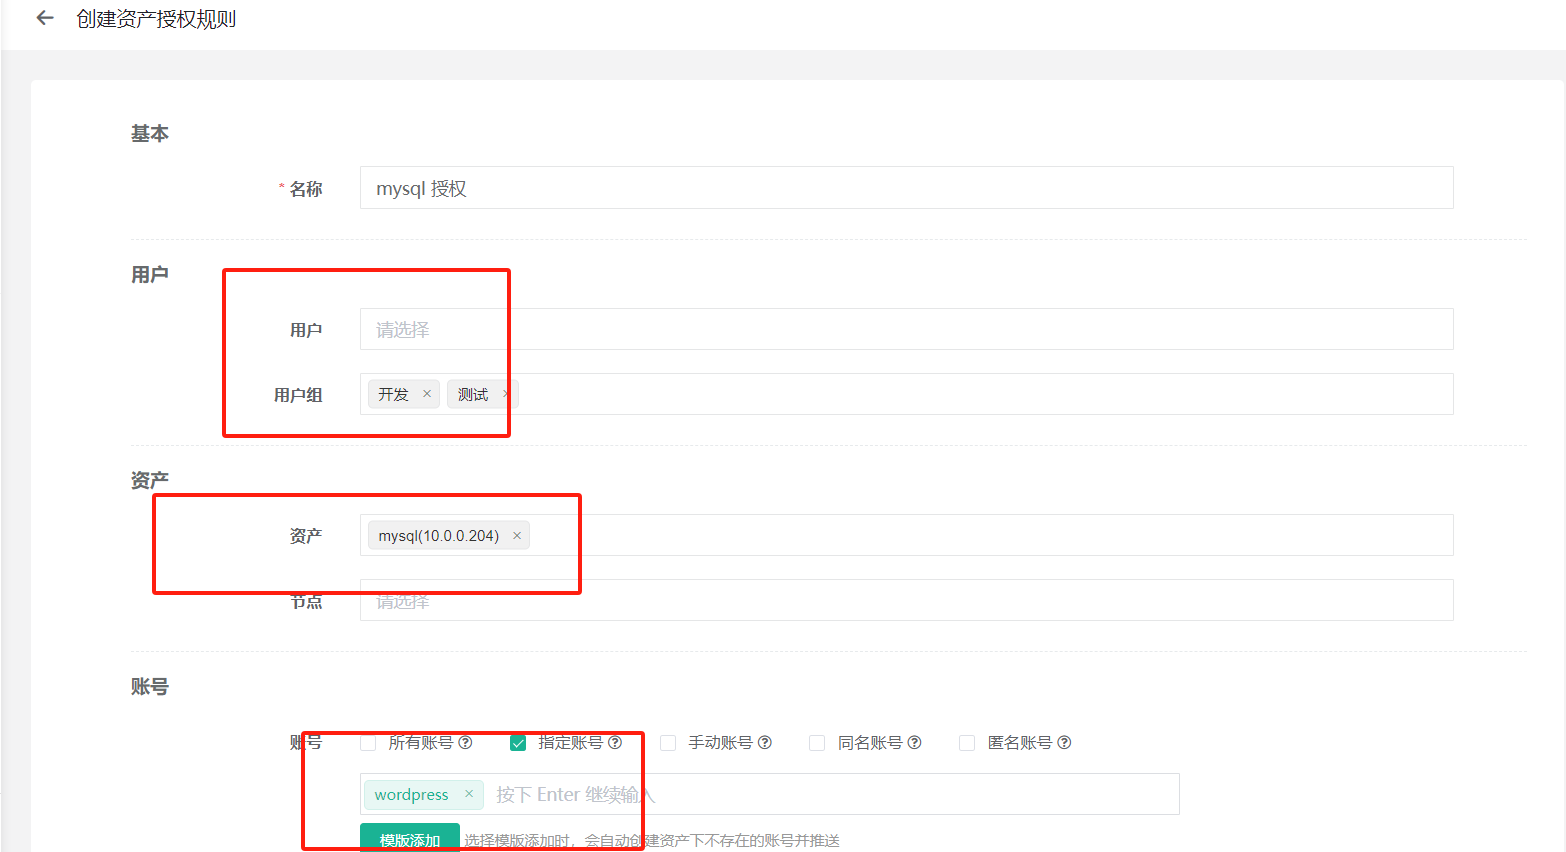 创建资产授权规则
基本
* 名称 mysql 授权
用户
用户 请选择
用户组 开发 × 测试 ×
资产
资产 mysql(10.0.0.204) ×
节点 请选择
账号
账号 所有账号 ? 指定账号 ? 手动账号 ? 同名账号 ? 匿名账号 ?
wordpress × 按下 Enter 继续输入
模版添加 选择模版添加时，会自动创建资产下不存在的账号并推送